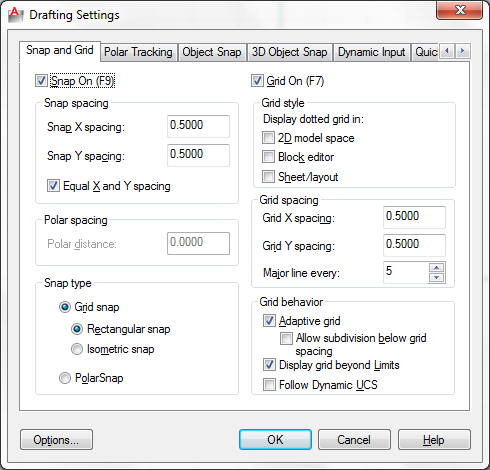 Drafting Settings
Snap and Grid
Polar Tracking
Object Snap
3D Object Snap
Dynamic Input
Quic
Snap On (F9)
Grid On (F7)
Snap spacing
Snap X spacing: 0.5000
Snap Y spacing: 0.5000
Equal X and Y spacing
Polar spacing
Polar distance: 0.0000
Snap type
Grid snap
Rectangular snap
Isometric snap
PolarSnap
Grid style
Display dotted grid in:
2D model space
Block editor
Sheet/layout
Grid spacing
Grid X spacing: 0.5000
Grid Y spacing: 0.5000
Major line every: 5
Grid behavior
Adaptive grid
Allow subdivision below grid
spacing
Display grid beyond Limits
Follow Dynamic UCS
Options...
OK
Cancel
Help